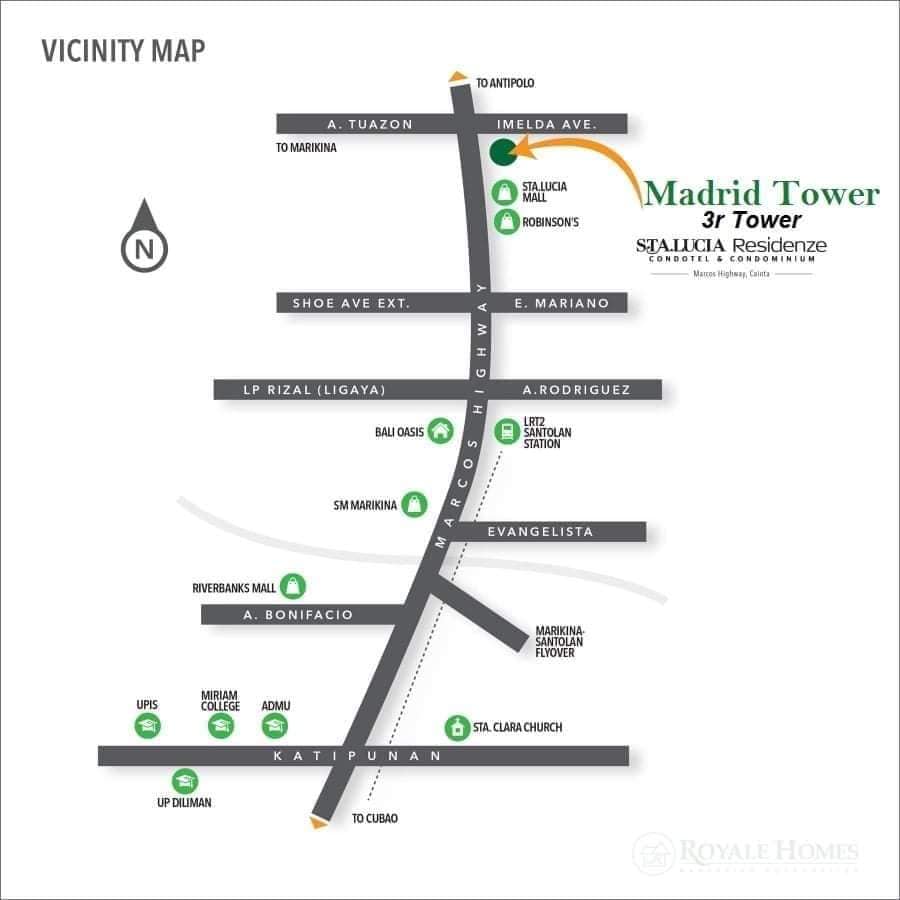 VICINITY MAP
TO ANTIPOLO
A. TUAZON
IMELDA AVE.
TO MARIKINA
STA.LUCIA
MALL
ROBINSON'S
Madrid Tower
3r Tower
STA.LUCIA Residenze
CONDOTEL & CONDOMINIUM
Marcos Highway, Cainta
N
SHOE AVE EXT.
E. MARIANO
MARCOS HIGHWAY
LP RIZAL (LIGAYA)
A.RODRIGUEZ
BALI OASIS
LRT2
SANTOLAN
STATION
SM MARIKINA
EVANGELISTA
RIVERBANKS MALL
A. BONIFACIO
MARIKINA-
SANTOLAN
FLYOVER
UPIS
MIRIAM
COLLEGE
ADMU
STA. CLARA CHURCH
KATIPUNAN
UP DILIMAN
TO CUBAO
ROYALE HOMES